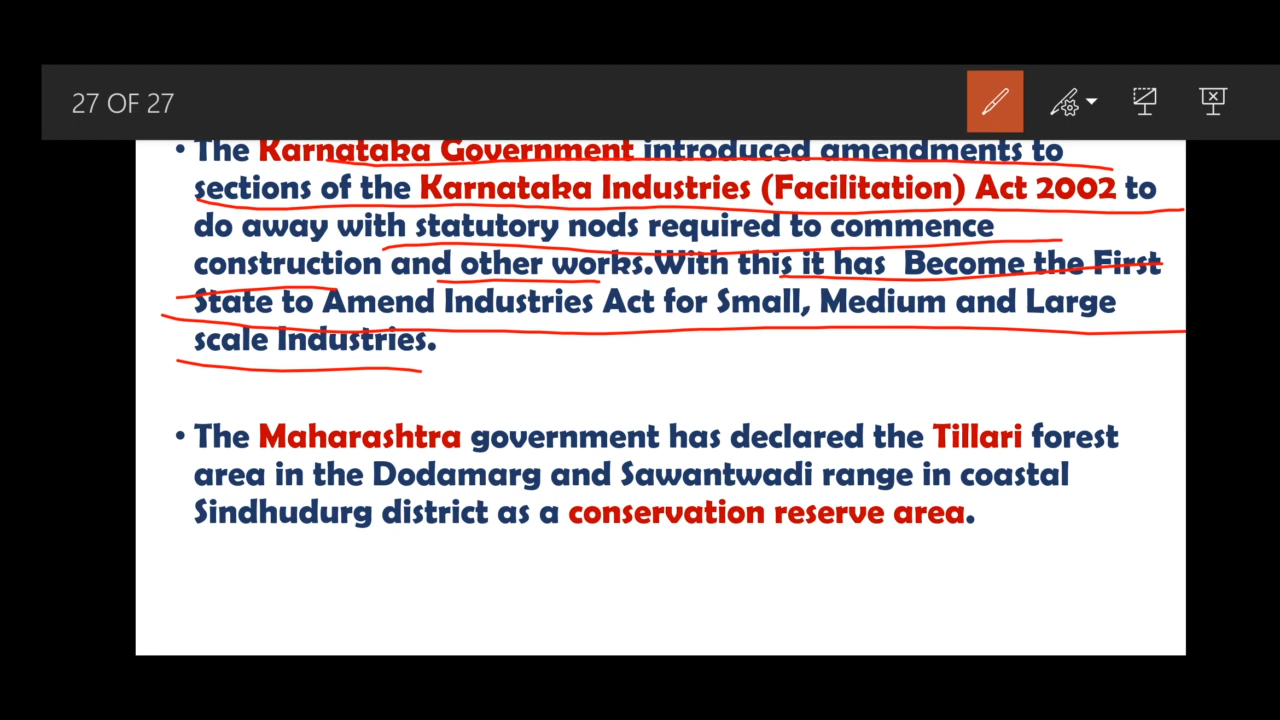 27 OF 27
• The Karnataka Government introduced amendments to
sections of the Karnataka Industries (Facilitation) Act 2002 to
do away with statutory nods required to commence
construction and other works.With this it has Become the First
State to Amend Industries Act for Small, Medium and Large
scale Industries.
• The Maharashtra government has declared the Tillari forest
area in the Dodamarg and Sawantwadi range in coastal
Sindhudurg district as a conservation reserve area.